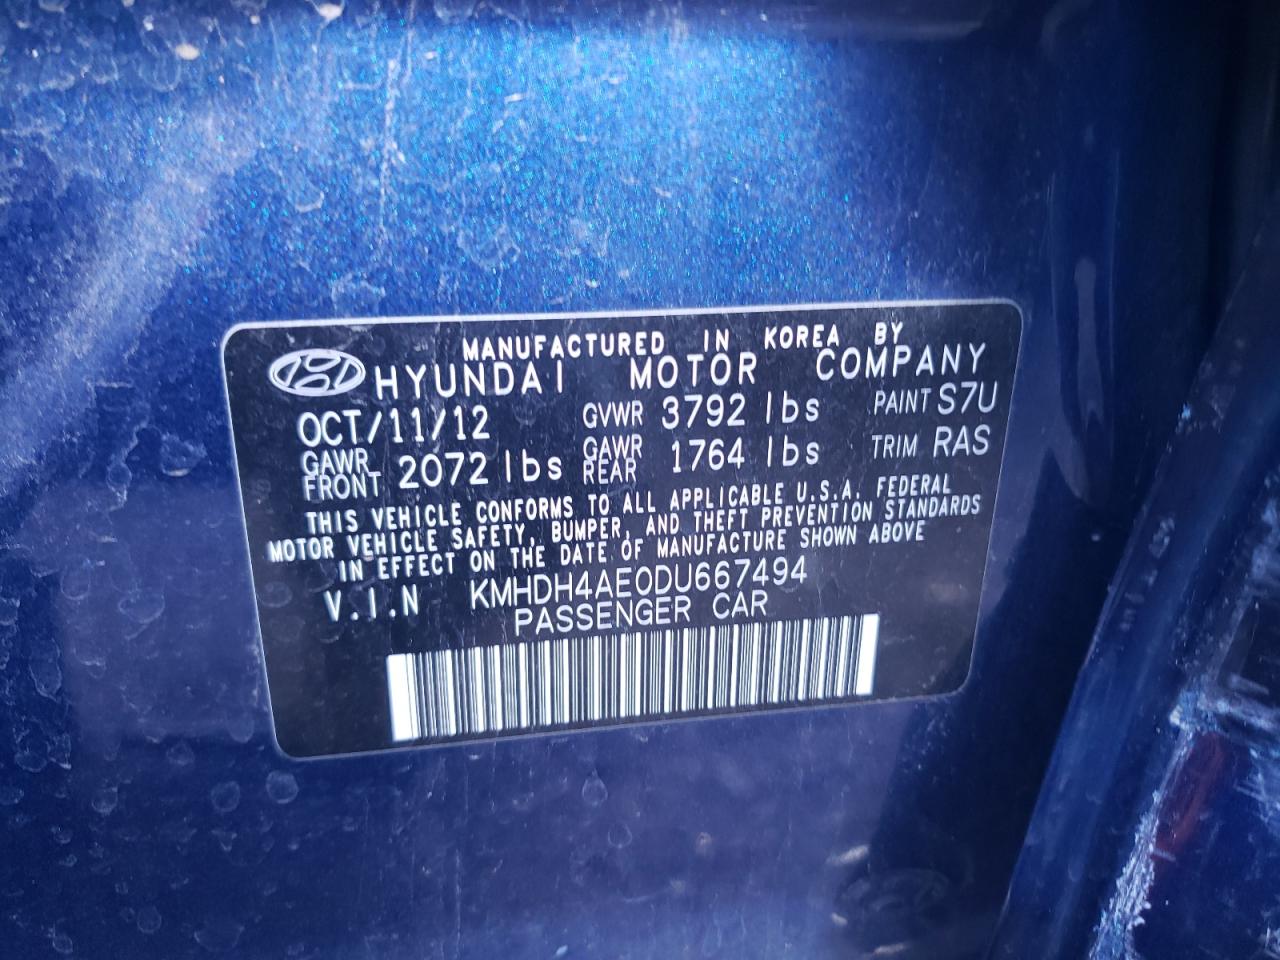 MANUFACTURED IN KOREA BY
HYUNDAI MOTOR COMPANY
OCT/11/12 GVWR 3792 lbs PAINT S7U
GAWR FRONT 2072 lbs GAWR REAR 1764 lbs TRIM RAS
THIS VEHICLE CONFORMS TO ALL APPLICABLE U.S.A. FEDERAL
MOTOR VEHICLE SAFETY, BUMPER, AND THEFT PREVENTION STANDARDS
IN EFFECT ON THE DATE OF MANUFACTURE SHOWN ABOVE
V.I.N KMHDH4AE0DU667494
PASSENGER CAR